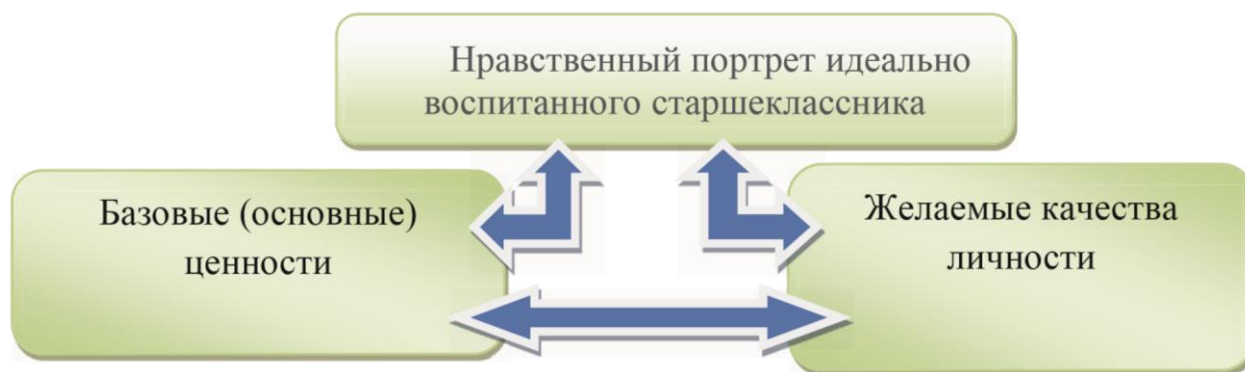 Нравственный портрет идеально
воспитанного старшеклассника
Базовые (основные)
ценности
Желаемые качества
личности